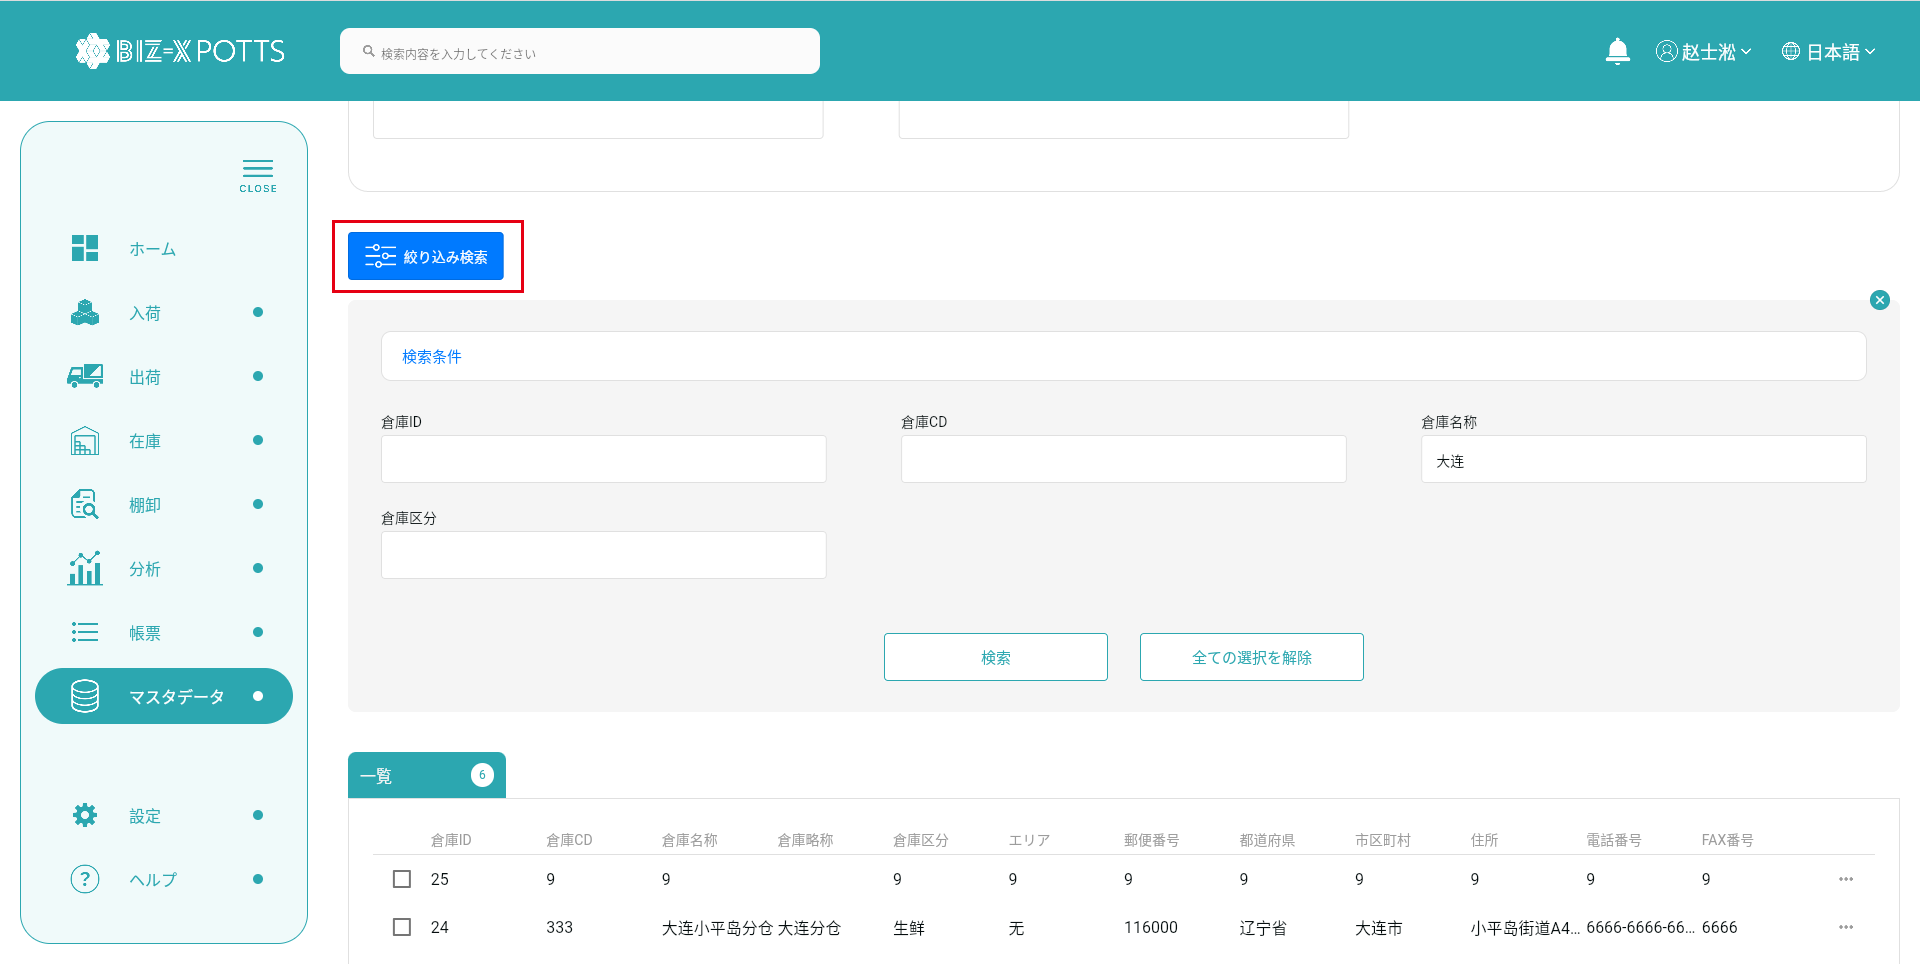 BIZ-X POTTS
検索内容を入力してください
赵士淞
日本語
CLOSE
ホーム
入荷
出荷
在庫
棚卸
分析
帳票
マスタデータ
設定
ヘルプ
絞り込み検索
検索条件
倉庫ID 倉庫CD 倉庫名称
大连
倉庫区分
検索 全ての選択を解除
一覧 6
倉庫ID 倉庫CD 倉庫名称 倉庫略称 倉庫区分 エリア 郵便番号 都道府県 市区町村 住所 電話番号 FAX番号
25 9 9 9 9 9 9 9 9 9 9
24 333 大连小平岛分仓 大连分仓 生鲜 无 116000 辽宁省 大连市 小平岛街道A4... 6666-6666-66... 6666